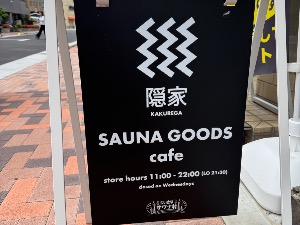 隠家
KAKUREGA
SAUNA GOODS
cafe
store hours 11:00 - 22:00 (LO 21:30)
closed on Wednesdays